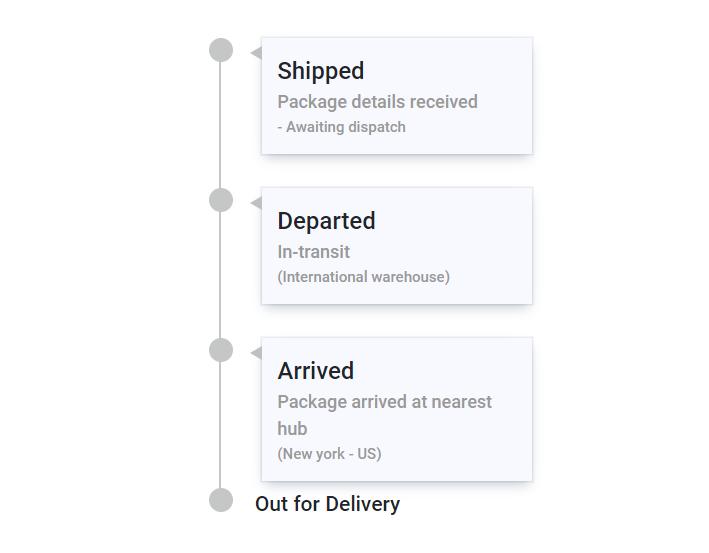 Shipped
Package details received
- Awaiting dispatch
Departed
In-transit
(International warehouse)
Arrived
Package arrived at nearest
hub
(New york - US)
Out for Delivery